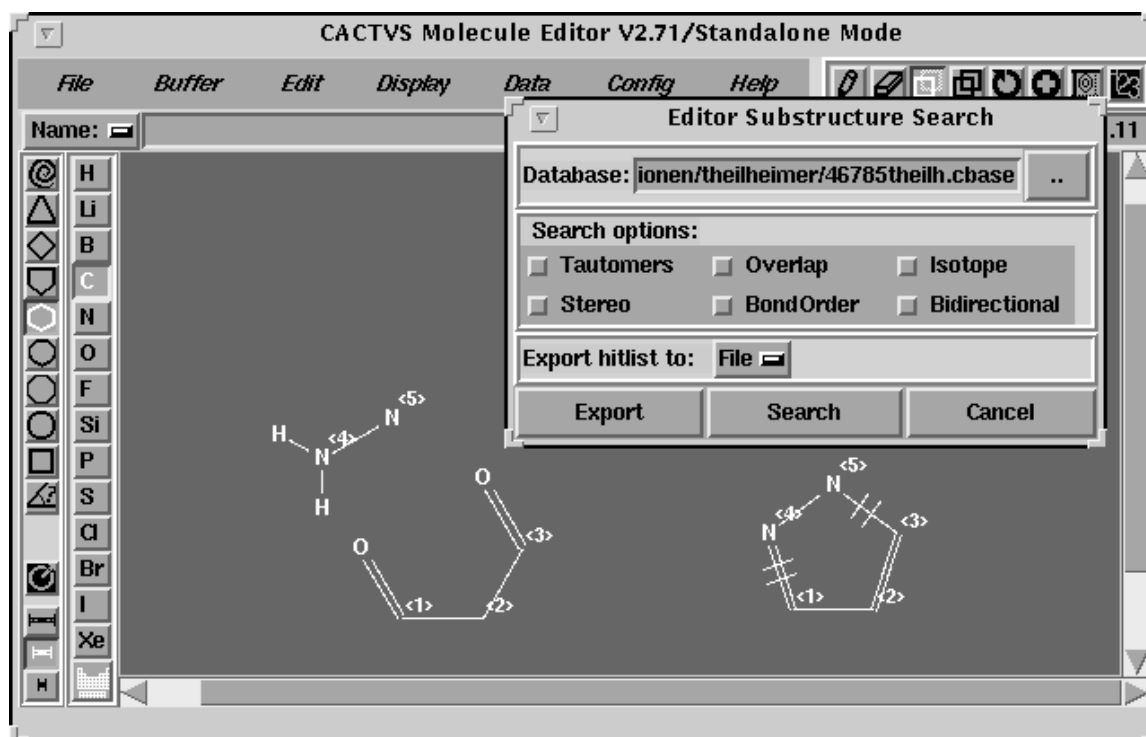 CACTVS Molecule Editor V2.71/Standalone Mode
File Buffer Edit Display Data Config Help
Name:
.11
Editor Substructure Search
Database: ionen/theilheimer/46785theilh.cbase ..
Search options:
Tautomers Overlap Isotope
Stereo BondOrder Bidirectional
Export hitlist to: File
Export Search Cancel
H
Li
B
C
N
O
F
Si
P
S
Cl
Br
I
Xe
H
<5>
N
H <4>
N
H
O
<3>
O
<1> <2>
<5>
N
<4> <3>
N
<1> <2>